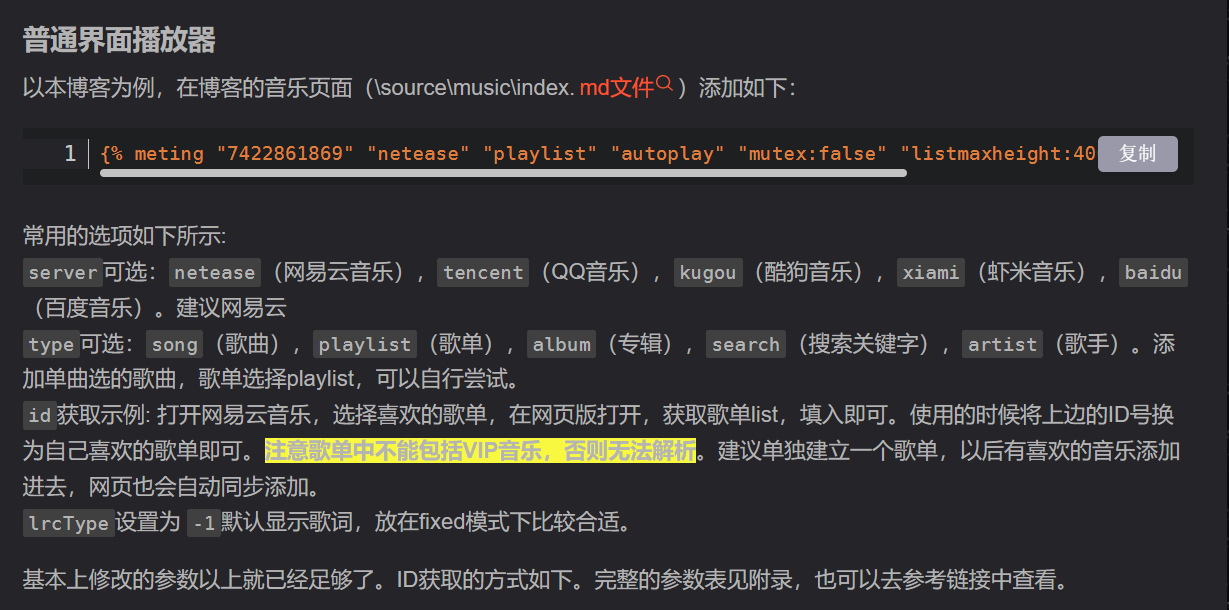 普通界面播放器
以本博客为例，在博客的音乐页面（\source\music\index. md文件）添加如下：
1 {% meting "7422861869" "netease" "playlist" "autoplay" "mutex:false" "listmaxheight:40 复制
常用的选项如下所示:
server可选：netease（网易云音乐），tencent（QQ音乐），kugou（酷狗音乐），xiami（虾米音乐），baidu
（百度音乐）。建议网易云
type可选：song（歌曲），playlist（歌单），album（专辑），search（搜索关键字），artist（歌手）。添
加单曲选的歌曲，歌单选择playlist，可以自行尝试。
id获取示例: 打开网易云音乐，选择喜欢的歌单，在网页版打开，获取歌单list，填入即可。使用的时候将上边的ID号换
为自己喜欢的歌单即可。注意歌单中不能包括VIP音乐，否则无法解析。建议单独建立一个歌单，以后有喜欢的音乐添加
进去，网页也会自动同步添加。
lrcType设置为 -1默认显示歌词，放在fixed模式下比较合适。
基本上修改的参数以上就已经足够了。ID获取的方式如下。完整的参数表见附录，也可以去参考链接中查看。